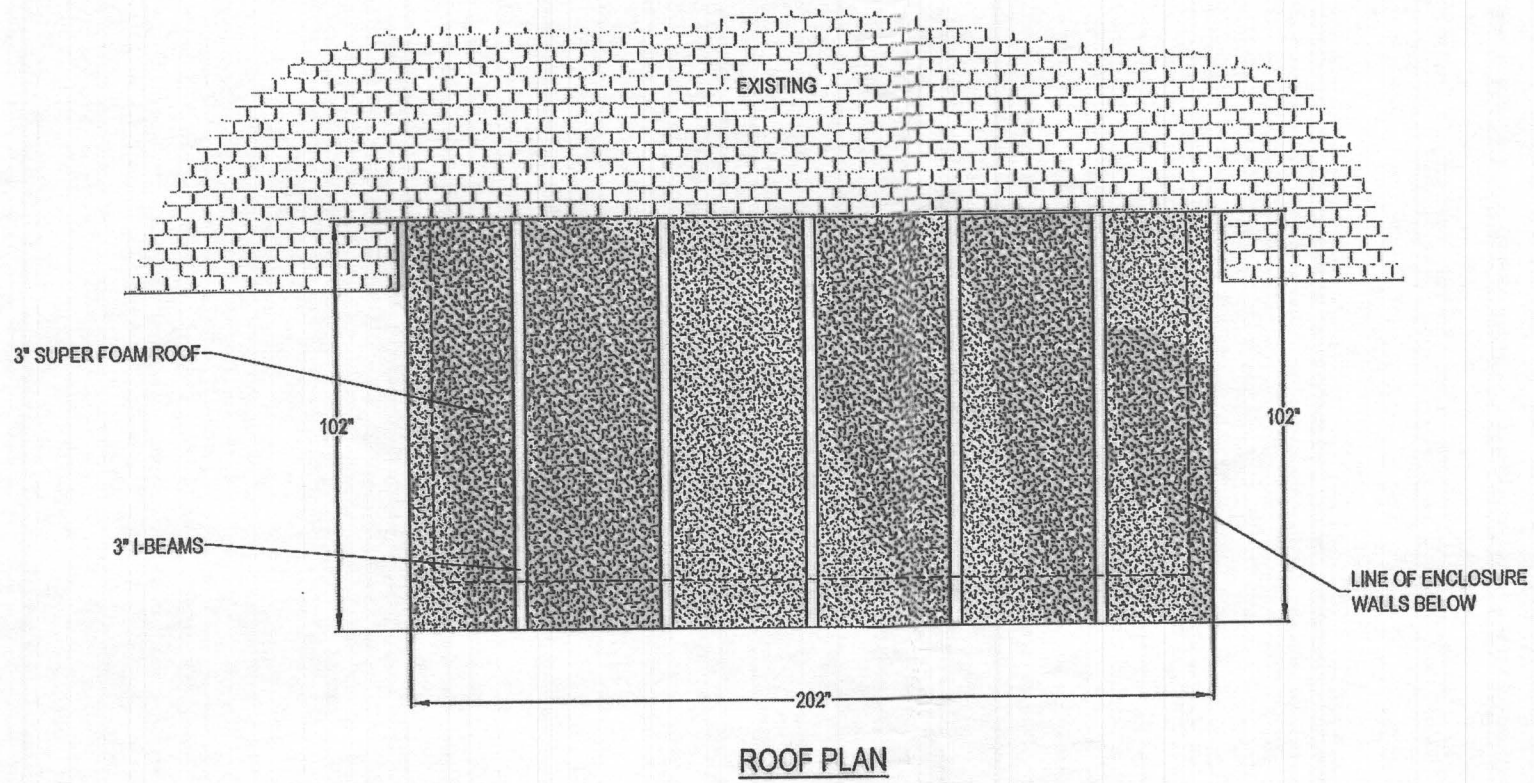 EXISTING
3" SUPER FOAM ROOF
102"
102"
3" I-BEAMS
LINE OF ENCLOSURE
WALLS BELOW
202"
ROOF PLAN